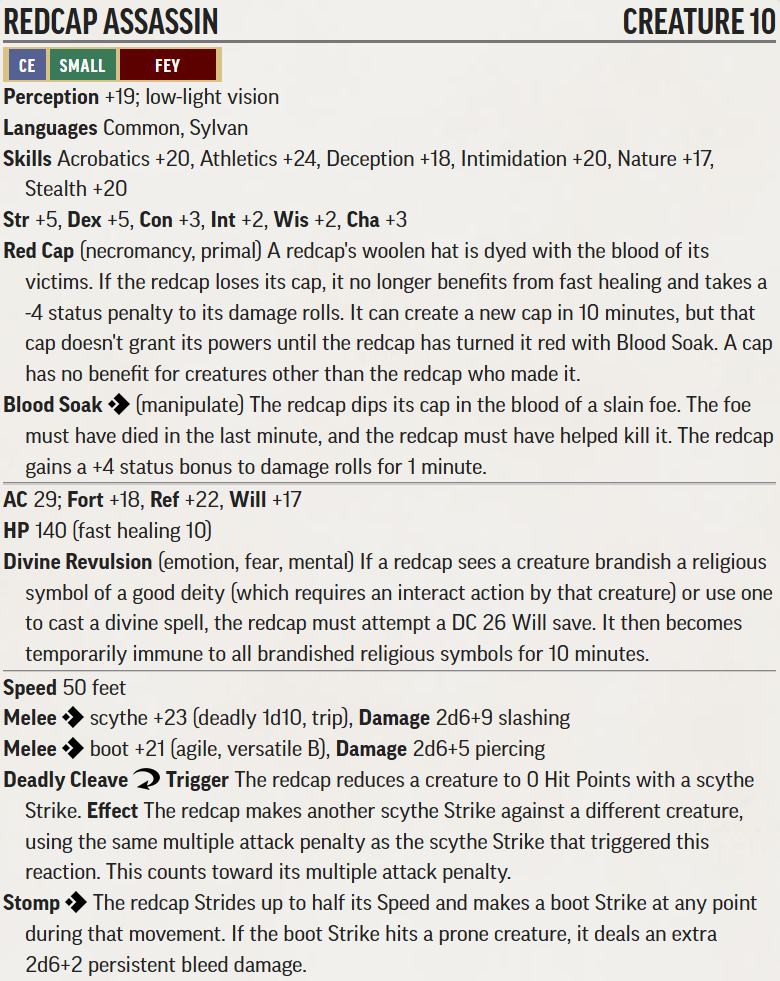 REDCAP ASSASSIN CREATURE 10
CE SMALL FEY
Perception +19; low-light vision
Languages Common, Sylvan
Skills Acrobatics +20, Athletics +24, Deception +18, Intimidation +20, Nature +17,
Stealth +20
Str +5, Dex +5, Con +3, Int +2, Wis +2, Cha +3
Red Cap (necromancy, primal) A redcap's woolen hat is dyed with the blood of its
victims. If the redcap loses its cap, it no longer benefits from fast healing and takes a
-4 status penalty to its damage rolls. It can create a new cap in 10 minutes, but that
cap doesn't grant its powers until the redcap has turned it red with Blood Soak. A cap
has no benefit for creatures other than the redcap who made it.
Blood Soak (manipulate) The redcap dips its cap in the blood of a slain foe. The foe
must have died in the last minute, and the redcap must have helped kill it. The redcap
gains a +4 status bonus to damage rolls for 1 minute.
AC 29; Fort +18, Ref +22, Will +17
HP 140 (fast healing 10)
Divine Revulsion (emotion, fear, mental) If a redcap sees a creature brandish a religious
symbol of a good deity (which requires an interact action by that creature) or use one
to cast a divine spell, the redcap must attempt a DC 26 Will save. It then becomes
temporarily immune to all brandished religious symbols for 10 minutes.
Speed 50 feet
Melee scythe +23 (deadly 1d10, trip), Damage 2d6+9 slashing
Melee boot +21 (agile, versatile B), Damage 2d6+5 piercing
Deadly Cleave Trigger The redcap reduces a creature to 0 Hit Points with a scythe
Strike. Effect The redcap makes another scythe Strike against a different creature,
using the same multiple attack penalty as the scythe Strike that triggered this
reaction. This counts toward its multiple attack penalty.
Stomp The redcap Strides up to half its Speed and makes a boot Strike at any point
during that movement. If the boot Strike hits a prone creature, it deals an extra
2d6+2 persistent bleed damage.